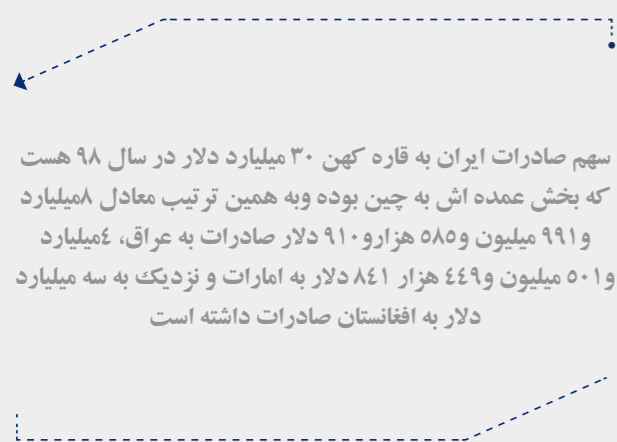 سهم صادرات ایران به قاره کهن ۳۰ میلیارد دلار در سال ۹۸ هست
که بخش عمده اش به چین بوده وبه همین ترتیب معادل ۸میلیارد
و۹۹۱ میلیون و۵۸۵ هزارو۹۱۰ دلار صادرات به عراق، ٤میلیارد
و۵۰۱ میلیون و٤٤۹ هزار ۸٤۱ دلار به امارات و نزدیک به سه میلیارد
دلار به افغانستان صادرات داشته است